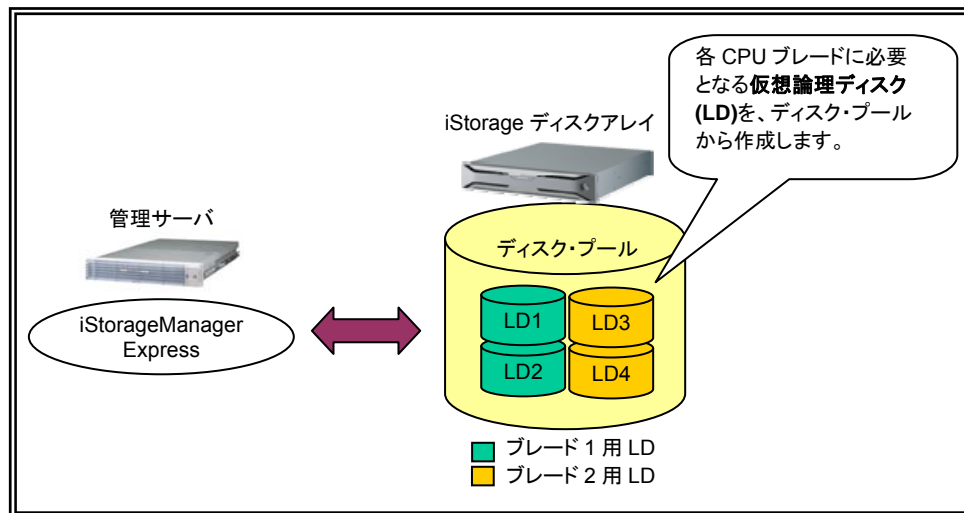 各 CPU ブレードに必要
となる仮想論理ディスク
(LD)を、ディスク・プール
から作成します。
iStorage ディスクアレイ
管理サーバ
ディスク・プール
iStorageManager
Express
LD1
LD3
LD2
LD4
ブレード 1 用 LD
ブレード 2 用 LD